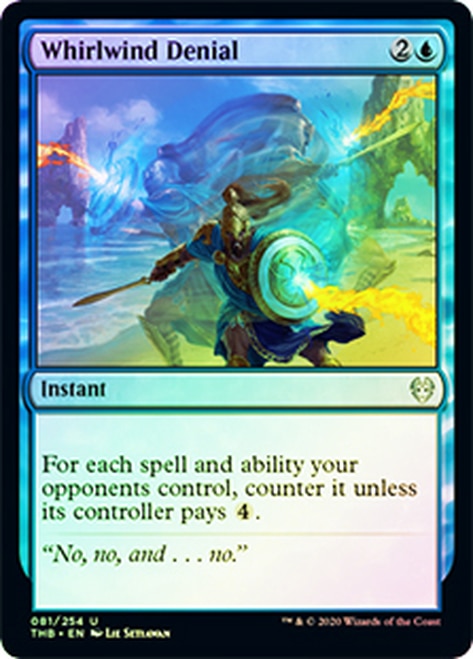 Whirlwind Denial 2
Instant
For each spell and ability your
opponents control, counter it unless
its controller pays 4.
“No, no, and . . . no.”
081/254 U
THB • EN Lie Setiawan
™ & © 2020 Wizards of the Coast